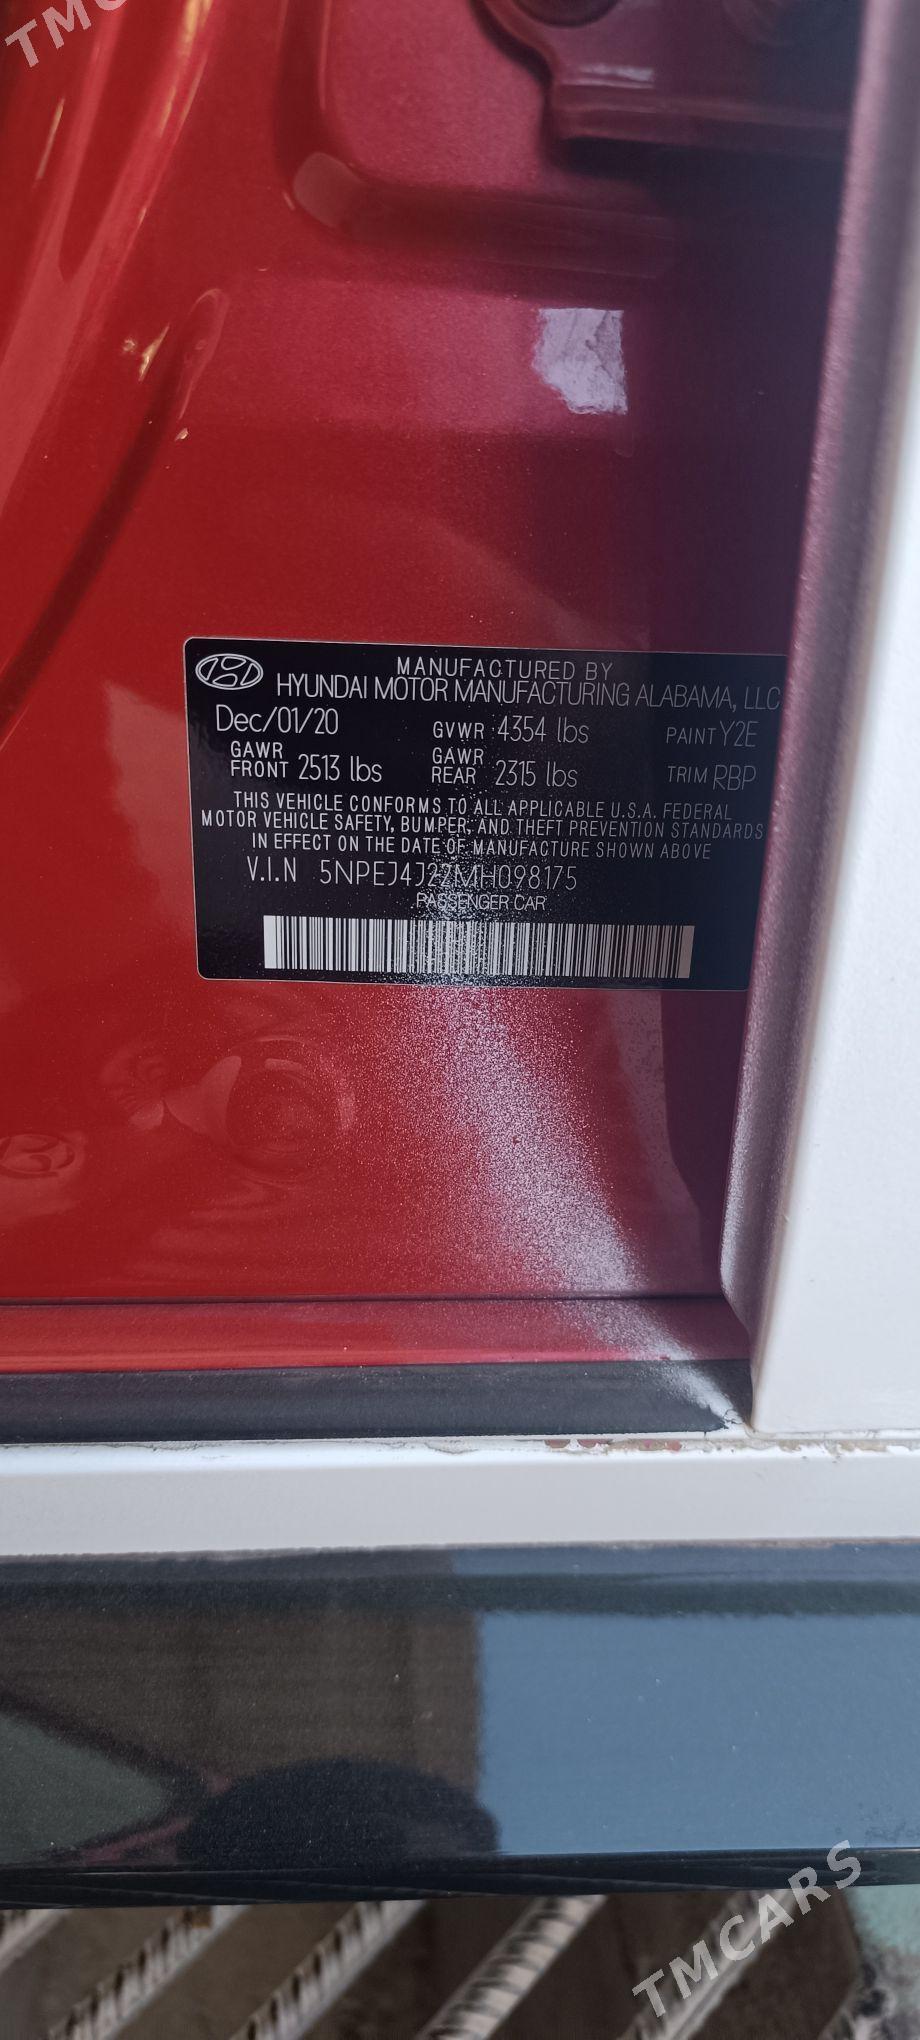 TMCARS
MANUFACTURED BY
HYUNDAI MOTOR MANUFACTURING ALABAMA, LLC
Dec/01/20 GVWR 4354 lbs PAINT Y2E
GAWR FRONT 2513 lbs GAWR REAR 2315 lbs TRIM RBP
THIS VEHICLE CONFORMS TO ALL APPLICABLE U.S.A. FEDERAL
MOTOR VEHICLE SAFETY, BUMPER, AND THEFT PREVENTION STANDARDS
IN EFFECT ON THE DATE OF MANUFACTURE SHOWN ABOVE
V.I.N 5NPEJ4J22MH098175
PASSENGER CAR
TMCARS